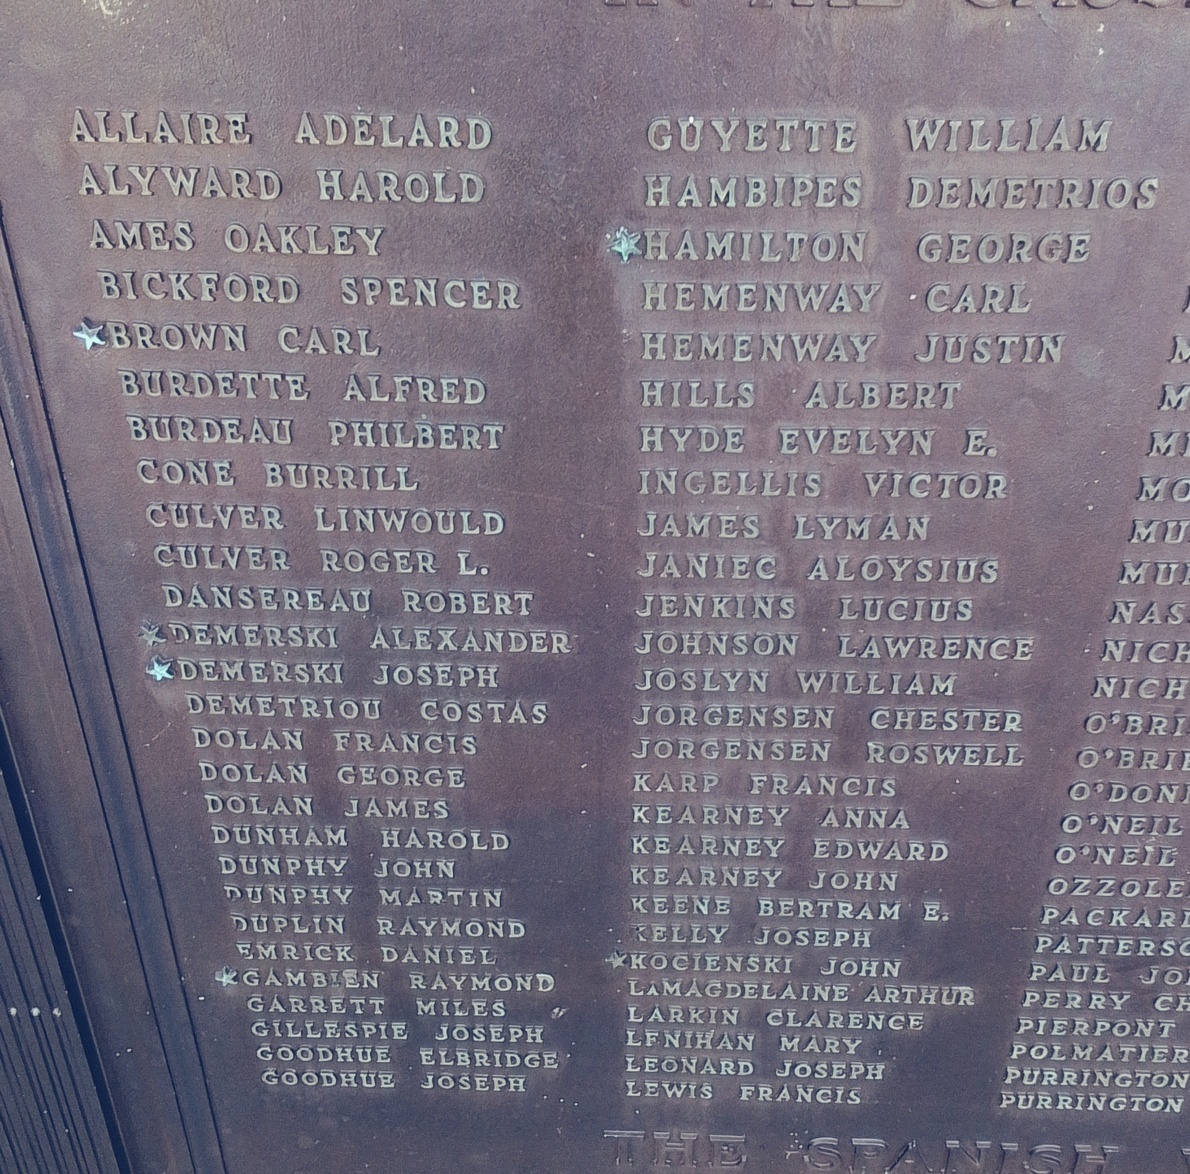 IN THE
ALLAIRE ADELARD
ALYWARD HAROLD
AMES OAKLEY
BICKFORD SPENCER
BROWN CARL
BURDETTE ALFRED
BURDEAU PHILBERT
CONE BURRILL
CULVER LINWOULD
CULVER ROGER L.
DANSEREAU ROBERT
DEMERSKI ALEXANDER
DEMERSKI JOSEPH
DEMETRIOU COSTAS
DOLAN FRANCIS
DOLAN GEORGE
DOLAN JAMES
DUNHAM HAROLD
DUNPHY JOHN
DUNPHY MARTIN
DUPLIN RAYMOND
EMRICK DANIEL
GAMBLEN RAYMOND
GARRETT MILES
GILLESPIE JOSEPH
GOODHUE ELBRIDGE
GOODHUE JOSEPH
GUYETTE WILLIAM
HAMBIPES DEMETRIOS
HAMILTON GEORGE
HEMENWAY CARL
HEMENWAY JUSTIN
HILLS ALBERT
HYDE EVELYN E.
INGELLIS VICTOR
JAMES LYMAN
JANIEC ALOYSIUS
JENKINS LUCIUS
JOHNSON LAWRENCE
JOSLYN WILLIAM
JORGENSEN CHESTER
JORGENSEN ROSWELL
KARP FRANCIS
KEARNEY ANNA
KEARNEY EDWARD
KEARNEY JOHN
KEENE BERTRAM E.
KELLY JOSEPH
KOCIENSKI JOHN
LAMAGDELAINE ARTHUR
LARKIN CLARENCE
LENIHAN MARY
LEONARD JOSEPH
LEWIS FRANCIS
O'NEIL
O'NEIL
PAUL
PERRY
PIERPONT
POLMATIER
PURRINGTON
PURRINGTON
THE SPANISH